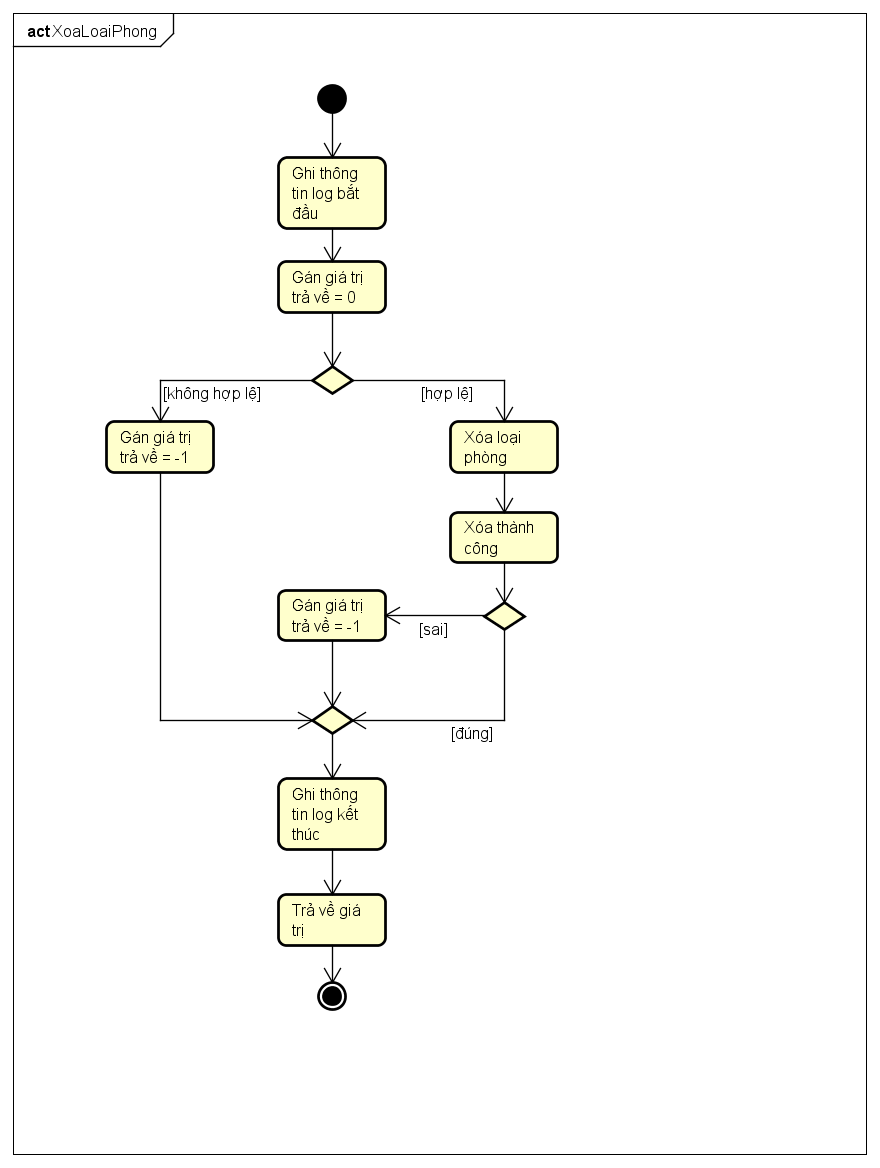 act XoaLoaiPhong
Ghi thông
tin log bắt
đầu
Gán giá trị
trả về = 0
[không hợp lệ]
[hợp lệ]
Gán giá trị
trả về = -1
Xóa loại
phòng
Xóa thành
công
Gán giá trị
trả về = -1
[sai]
[đúng]
Ghi thông
tin log kết
thúc
Trả về giá
trị